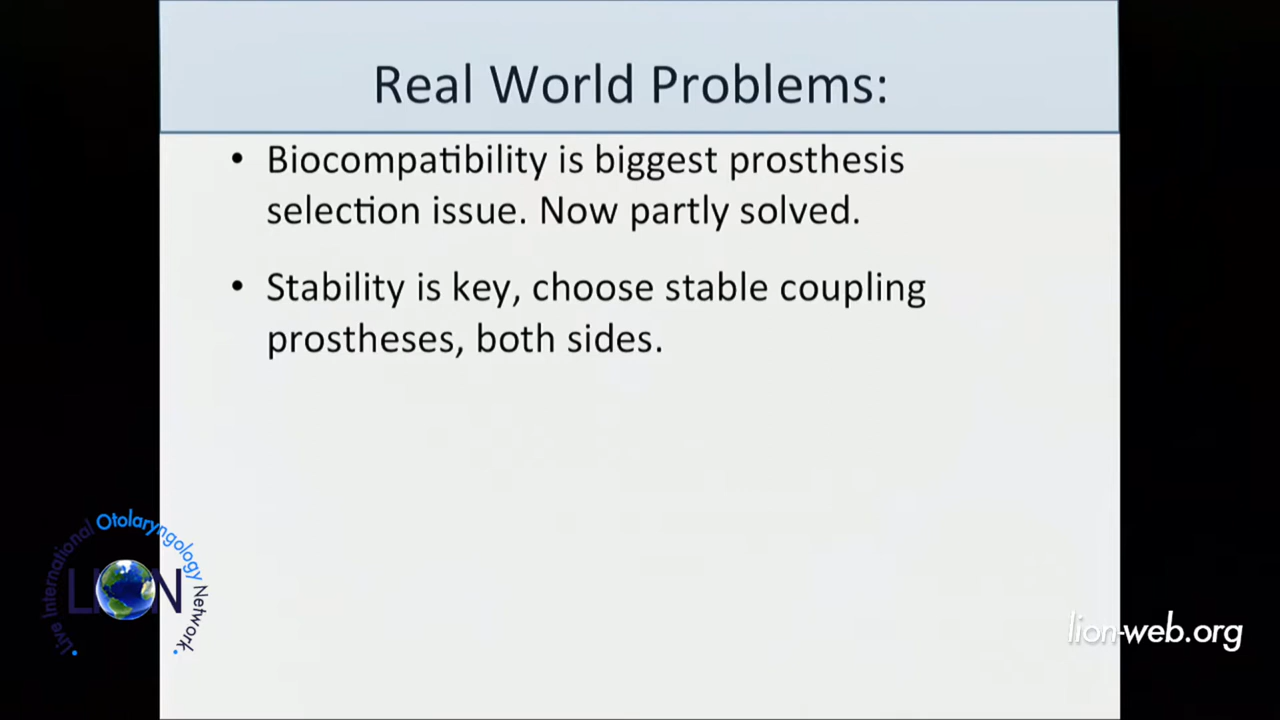 Real World Problems:
• Biocompatibility is biggest prosthesis
selection issue. Now partly solved.
• Stability is key, choose stable coupling
prostheses, both sides.
Live International Otolaryngology Network
LION
lion-web.org